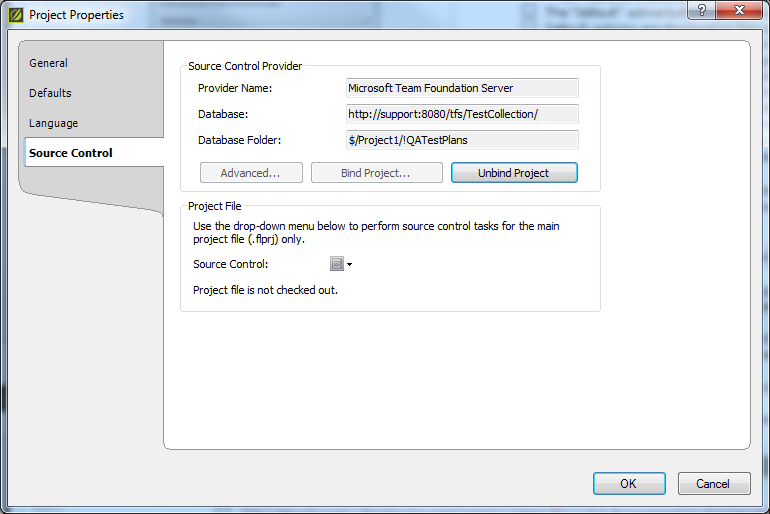 Project Properties
?
General
Defaults
Language
Source Control
Source Control Provider
Provider Name: Microsoft Team Foundation Server
Database: http://support:8080/tfs/TestCollection/
Database Folder: $/Project1/!QATestPlans
Advanced... Bind Project... Unbind Project
Project File
Use the drop-down menu below to perform source control tasks for the main
project file (.flprj) only.
Source Control:
Project file is not checked out.
OK Cancel